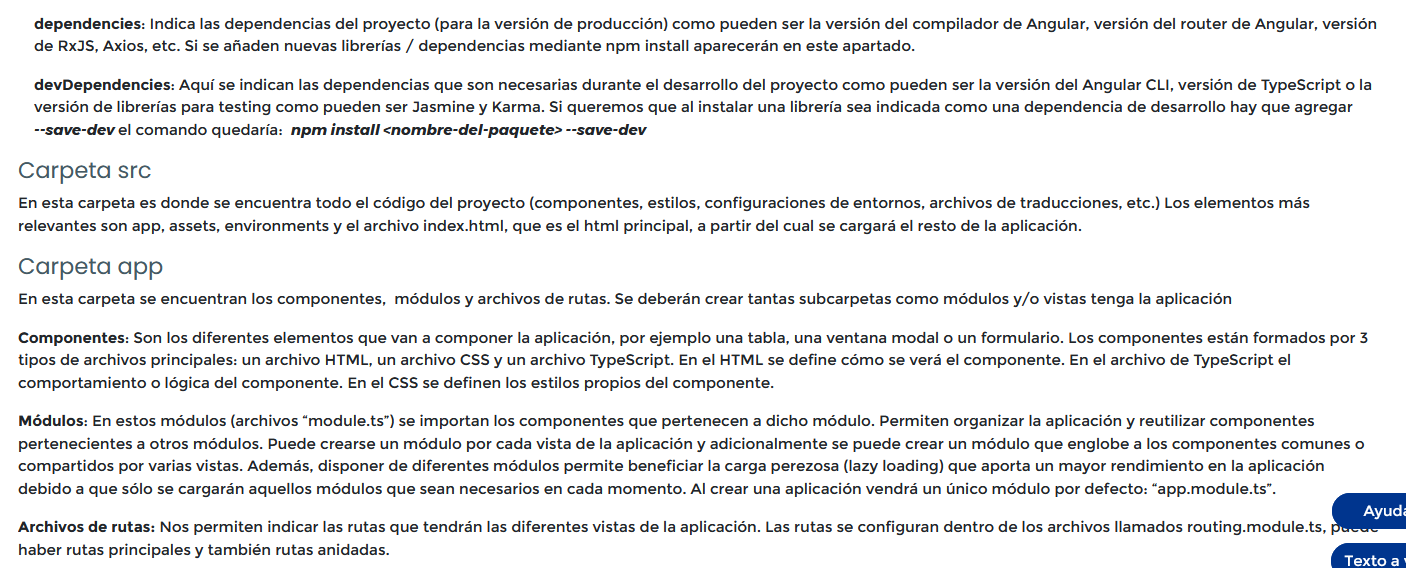 dependencies: Indica las dependencias del proyecto (para la versión de producción) como pueden ser la versión del compilador de Angular, versión del router de Angular, versión
de RxJS, Axios, etc. Si se añaden nuevas librerías / dependencias mediante npm install aparecerán en este apartado.
devDependencies: Aquí se indican las dependencias que son necesarias durante el desarrollo del proyecto como pueden ser la versión del Angular CLI, versión de TypeScript o la
versión de librerías para testing como pueden ser Jasmine y Karma. Si queremos que al instalar una librería sea indicada como una dependencia de desarrollo hay que agregar
--save-dev el comando quedaría: npm install <nombre-del-paquete> --save-dev
Carpeta src
En esta carpeta es donde se encuentra todo el código del proyecto (componentes, estilos, configuraciones de entornos, archivos de traducciones, etc.) Los elementos más
relevantes son app, assets, environments y el archivo index.html, que es el html principal, a partir del cual se cargará el resto de la aplicación.
Carpeta app
En esta carpeta se encuentran los componentes, módulos y archivos de rutas. Se deberán crear tantas subcarpetas como módulos y/o vistas tenga la aplicación
Componentes: Son los diferentes elementos que van a componer la aplicación, por ejemplo una tabla, una ventana modal o un formulario. Los componentes están formados por 3
tipos de archivos principales: un archivo HTML, un archivo CSS y un archivo TypeScript. En el HTML se define cómo se verá el componente. En el archivo de TypeScript el
comportamiento o lógica del componente. En el CSS se definen los estilos propios del componente.
Módulos: En estos módulos (archivos “module.ts”) se importan los componentes que pertenecen a dicho módulo. Permiten organizar la aplicación y reutilizar componentes
pertenecientes a otros módulos. Puede crearse un módulo por cada vista de la aplicación y adicionalmente se puede crear un módulo que englobe a los componentes comunes o
compartidos por varias vistas. Además, disponer de diferentes módulos permite beneficiar la carga perezosa (lazy loading) que aporta un mayor rendimiento en la aplicación
debido a que sólo se cargarán aquellos módulos que sean necesarios en cada momento. Al crear una aplicación vendrá un único módulo por defecto: “app.module.ts”.
Ayuda
Archivos de rutas: Nos permiten indicar las rutas que tendrán las diferentes vistas de la aplicación. Las rutas se configuran dentro de los archivos llamados routing.module.ts, puede
haber rutas principales y también rutas anidadas.
Texto a